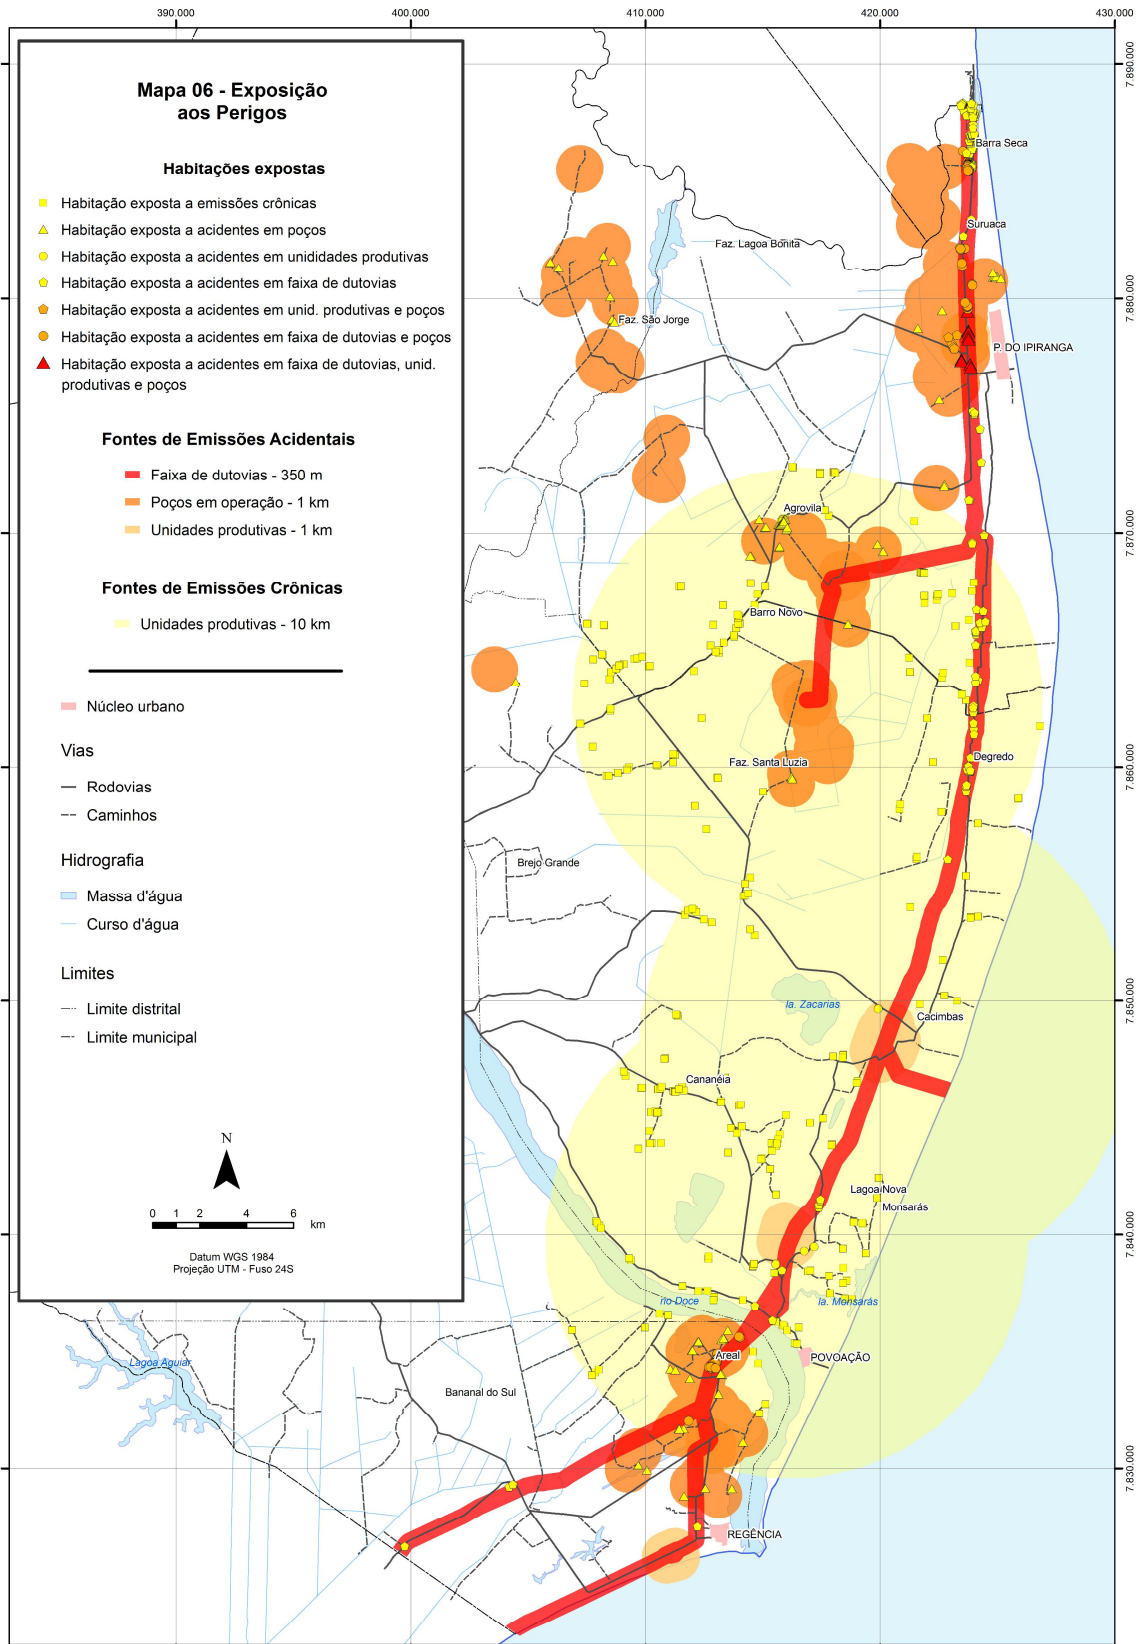 390.000
400.000
410.000
420.000
430.000
Mapa 06 - Exposição
aos Perigos
Habitações expostas
Habitação exposta a emissões crônicas
Habitação exposta a acidentes em poços
Habitação exposta a acidentes em unididades produtivas
Habitação exposta a acidentes em faixa de dutovias
Habitação exposta a acidentes em unid. produtivas e poços
Habitação exposta a acidentes em faixa de dutovias e poços
Habitação exposta a acidentes em faixa de dutovias, unid.
produtivas e poços
Fontes de Emissões Acidentais
Faixa de dutovias - 350 m
Poços em operação - 1 km
Unidades produtivas - 1 km
Fontes de Emissões Crônicas
Unidades produtivas - 10 km
Núcleo urbano
Vias
Rodovias
Caminhos
Hidrografia
Massa d'água
Curso d'água
Limites
Limite distrital
Limite municipal
N
0 1 2 4 6
km
Datum WGS 1984
Projeção UTM - Fuso 24S
Barra Seca
Suruaca
Faz. Lagoa Bonita
Faz. São Jorge
P. DO IPIRANGA
Agrovila
Barro Novo
Faz. Santa Luzia
Degredo
Brejo Grande
la. Zacarias
Cacimbas
Cananéia
Lagoa Nova
Monsarás
rio Doce
la. Monsarás
Areal
POVOAÇÃO
Lagoa Aguiar
Bananal do Sul
REGÊNCIA
7.890.000
7.880.000
7.870.000
7.860.000
7.850.000
7.840.000
7.830.000